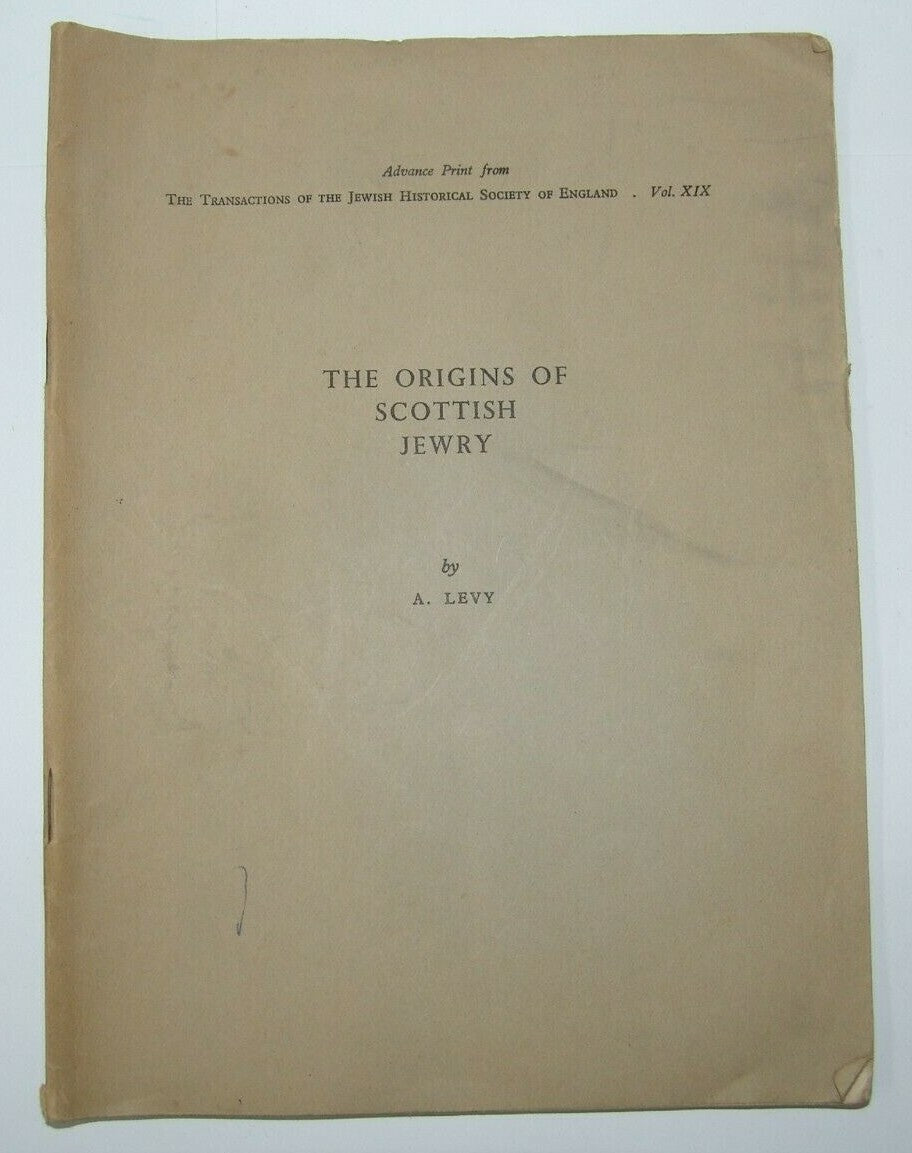 Advance Print from
THE TRANSACTIONS OF THE JEWISH HISTORICAL SOCIETY OF ENGLAND . Vol. XIX
THE ORIGINS OF
SCOTTISH
JEWRY
by
A. LEVY